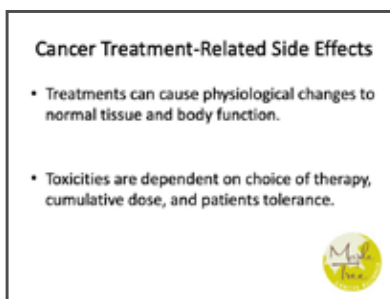 Cancer Treatment-Related Side Effects
• Treatments can cause physiological changes to
normal tissue and body function.
• Toxicities are dependent on choice of therapy,
cumulative dose, and patients tolerance.
Tree